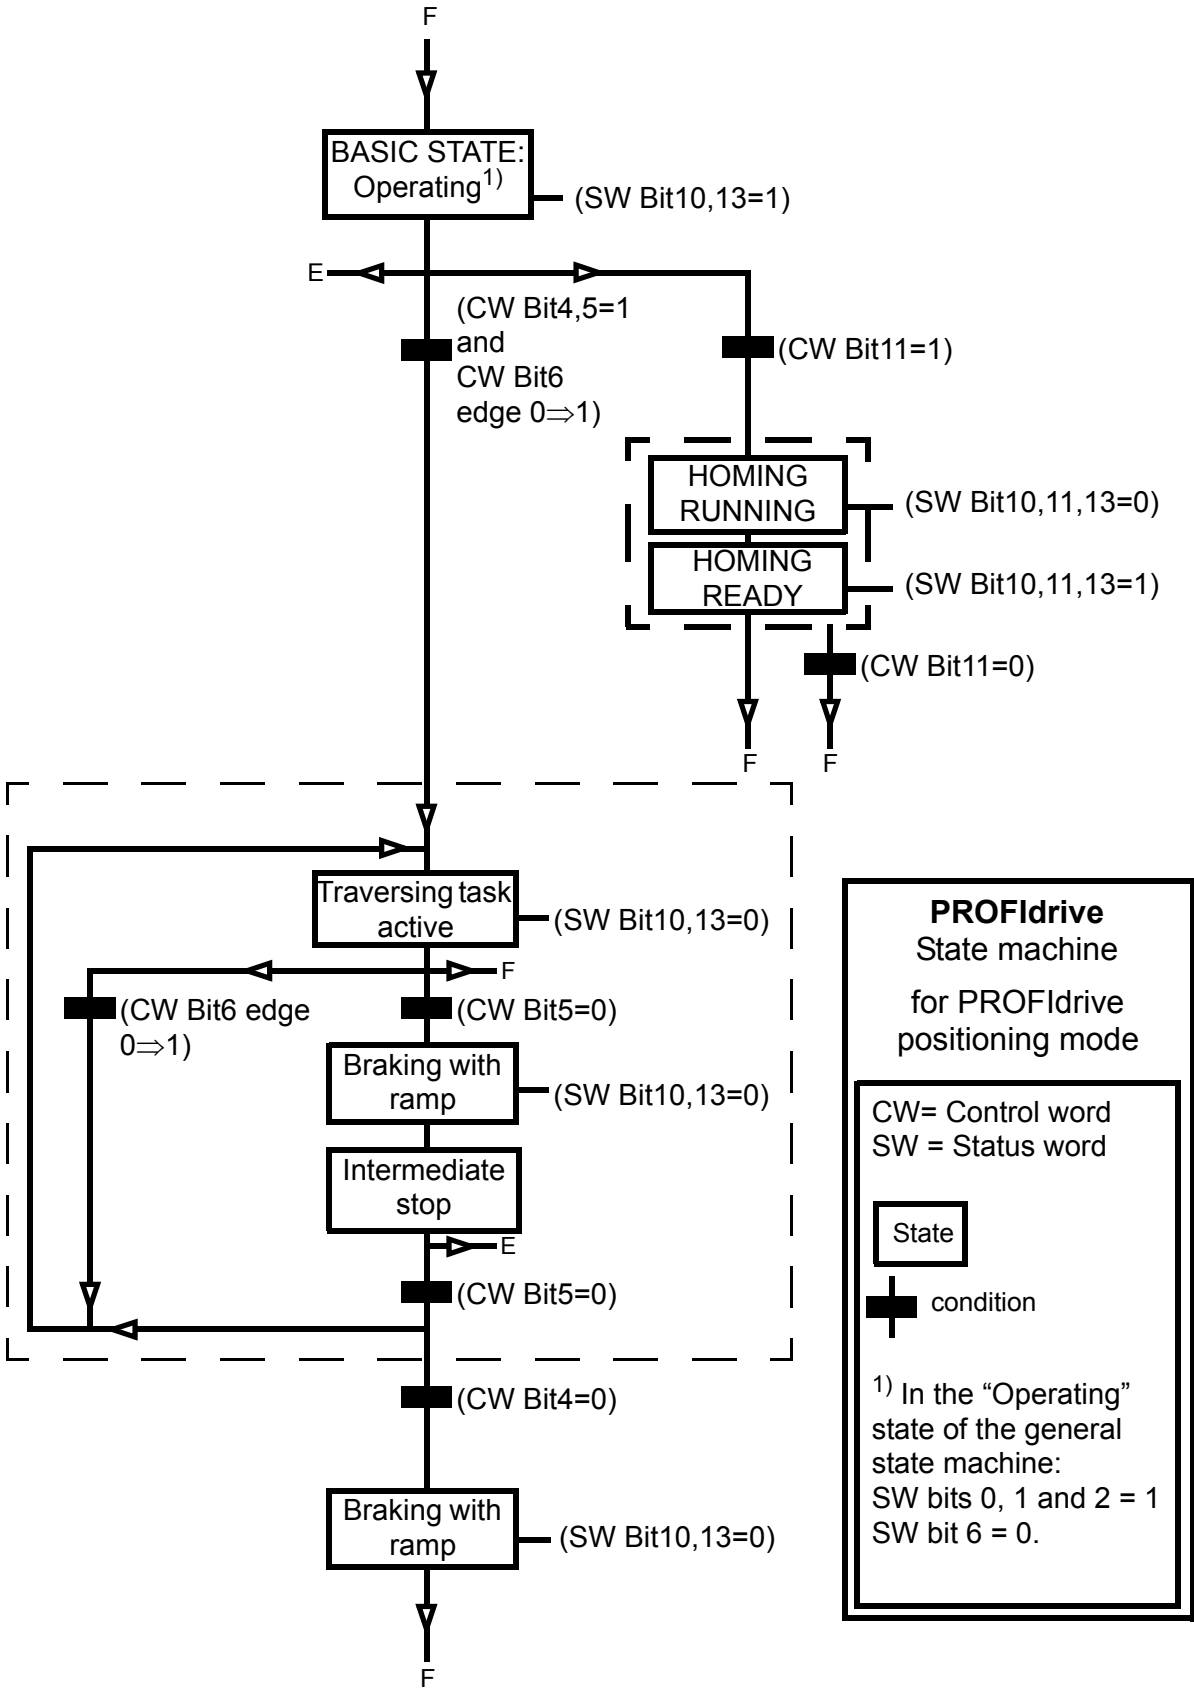 F
BASIC STATE:
Operating1)
(SW Bit10,13=1)
E
(CW Bit4,5=1
and
CW Bit6
edge 0⇒1)
(CW Bit11=1)
HOMING
RUNNING
(SW Bit10,11,13=0)
HOMING
READY
(SW Bit10,11,13=1)
(CW Bit11=0)
F
F
Traversing task
active
(SW Bit10,13=0)
F
(CW Bit6 edge
0⇒1)
(CW Bit5=0)
Braking with
ramp
(SW Bit10,13=0)
Intermediate
stop
E
(CW Bit5=0)
(CW Bit4=0)
Braking with
ramp
(SW Bit10,13=0)
F
PROFIdrive
State machine
for PROFIdrive
positioning mode
CW= Control word
SW = Status word
State
condition
1) In the “Operating”
state of the general
state machine:
SW bits 0, 1 and 2 = 1
SW bit 6 = 0.